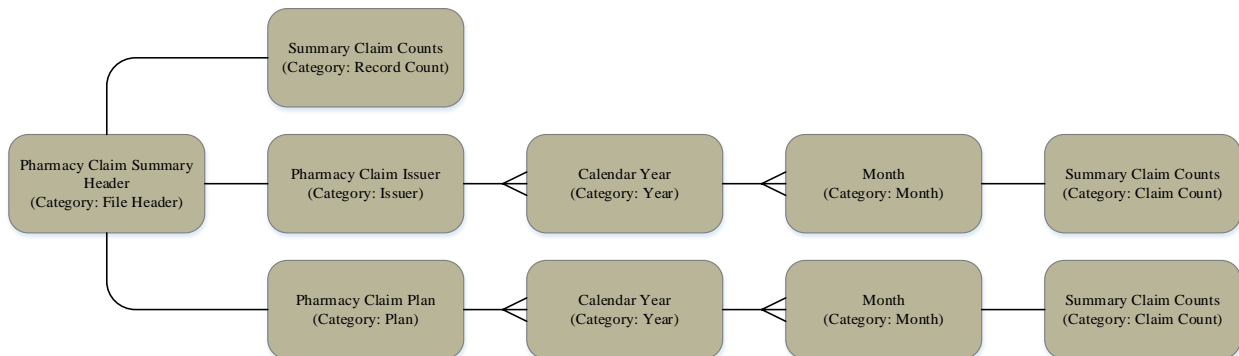 Summary Claim Counts
(Category: Record Count)
Pharmacy Claim Summary
Header
(Category: File Header)
Pharmacy Claim Issuer
(Category: Issuer)
Calendar Year
(Category: Year)
Month
(Category: Month)
Summary Claim Counts
(Category: Claim Count)
Pharmacy Claim Plan
(Category: Plan)
Calendar Year
(Category: Year)
Month
(Category: Month)
Summary Claim Counts
(Category: Claim Count)